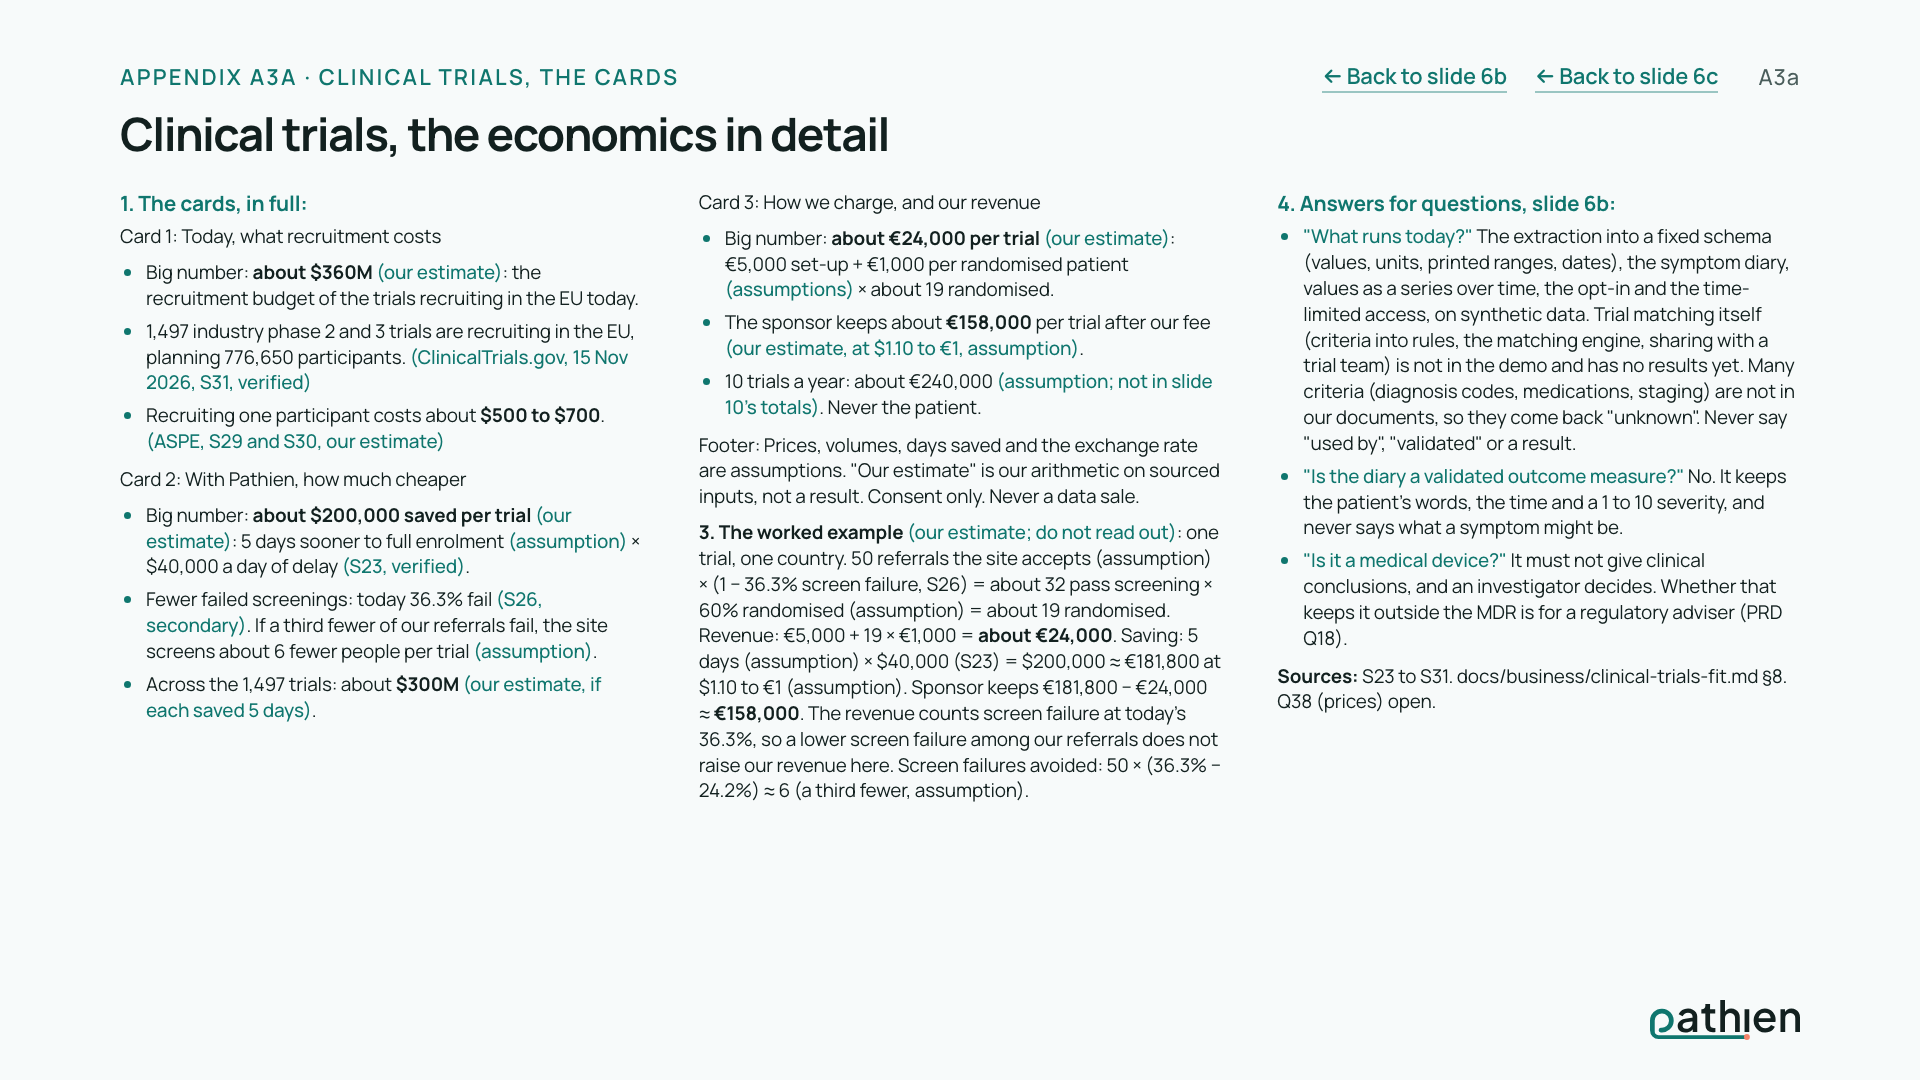 APPENDIX A3A · CLINICAL TRIALS, THE CARDS
← Back to slide 6b
← Back to slide 6c
A3a
Clinical trials, the economics in detail
1. The cards, in full:
Card 1: Today, what recruitment costs
• Big number: about $360M (our estimate): the
recruitment budget of the trials recruiting in the EU today.
• 1,497 industry phase 2 and 3 trials are recruiting in the EU,
planning 776,650 participants. (ClinicalTrials.gov, 15 Nov
2026, S31, verified)
• Recruiting one participant costs about $500 to $700.
(ASPE, S29 and S30, our estimate)
Card 2: With Pathien, how much cheaper
• Big number: about $200,000 saved per trial (our
estimate): 5 days sooner to full enrolment (assumption) ×
$40,000 a day of delay (S23, verified).
• Fewer failed screenings: today 36.3% fail (S26,
secondary). If a third fewer of our referrals fail, the site
screens about 6 fewer people per trial (assumption).
• Across the 1,497 trials: about $300M (our estimate, if
each saved 5 days).
Card 3: How we charge, and our revenue
• Big number: about €24,000 per trial (our estimate):
€5,000 set-up + €1,000 per randomised patient
(assumptions) × about 19 randomised.
• The sponsor keeps about €158,000 per trial after our fee
(our estimate, at $1.10 to €1, assumption).
• 10 trials a year: about €240,000 (assumption; not in slide
10's totals). Never the patient.
Footer: Prices, volumes, days saved and the exchange rate
are assumptions. "Our estimate" is our arithmetic on sourced
inputs, not a result. Consent only. Never a data sale.
3. The worked example (our estimate; do not read out): one
trial, one country. 50 referrals the site accepts (assumption)
× (1 − 36.3% screen failure, S26) = about 32 pass screening ×
60% randomised (assumption) = about 19 randomised.
Revenue: €5,000 + 19 × €1,000 = about €24,000. Saving: 5
days (assumption) × $40,000 (S23) = $200,000 ≈ €181,800 at
$1.10 to €1 (assumption). Sponsor keeps €181,800 − €24,000
≈ €158,000. The revenue counts screen failure at today's
36.3%, so a lower screen failure among our referrals does not
raise our revenue here. Screen failures avoided: 50 × (36.3% −
24.2%) ≈ 6 (a third fewer, assumption).
4. Answers for questions, slide 6b:
• "What runs today?" The extraction into a fixed schema
(values, units, printed ranges, dates), the symptom diary,
values as a series over time, the opt-in and the time-
limited access, on synthetic data. Trial matching itself
(criteria into rules, the matching engine, sharing with a
trial team) is not in the demo and has no results yet. Many
criteria (diagnosis codes, medications, staging) are not in
our documents, so they come back "unknown". Never say
"used by", "validated" or a result.
• "Is the diary a validated outcome measure?" No. It keeps
the patient's words, the time and a 1 to 10 severity, and
never says what a symptom might be.
• "Is it a medical device?" It must not give clinical
conclusions, and an investigator decides. Whether that
keeps it outside the MDR is for a regulatory adviser (PRD
Q18).
Sources: S23 to S31. docs/business/clinical-trials-fit.md §8.
Q38 (prices) open.
pathien